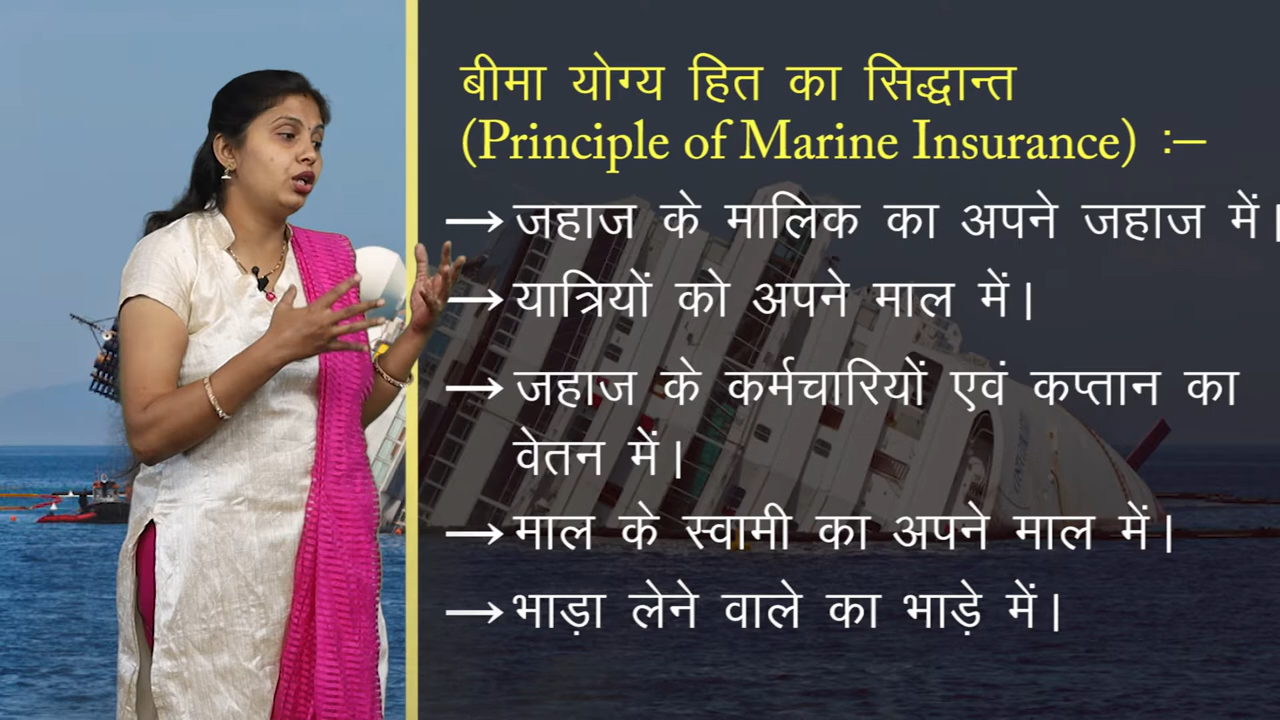 बीमा योग्य हित का सिद्धान्त
(Principle of Marine Insurance) :–
→ जहाज के मालिक का अपने जहाज में।
→ यात्रियों को अपने माल में।
→ जहाज के कर्मचारियों एवं कप्तान का
वेतन में।
→ माल के स्वामी का अपने माल में।
→ भाड़ा लेने वाले का भाड़े में।